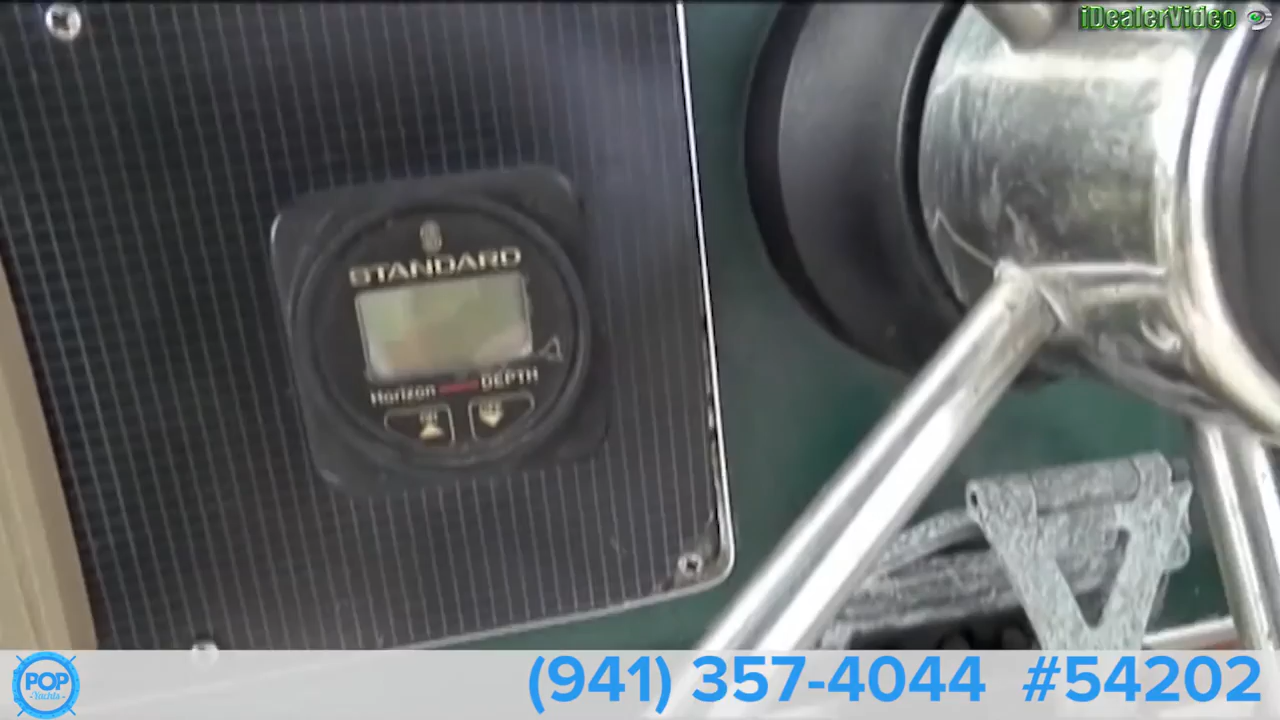 iDealerVideo
STANDARD
Horizon DEPTH
POP
Yachts
(941) 357-4044 #54202